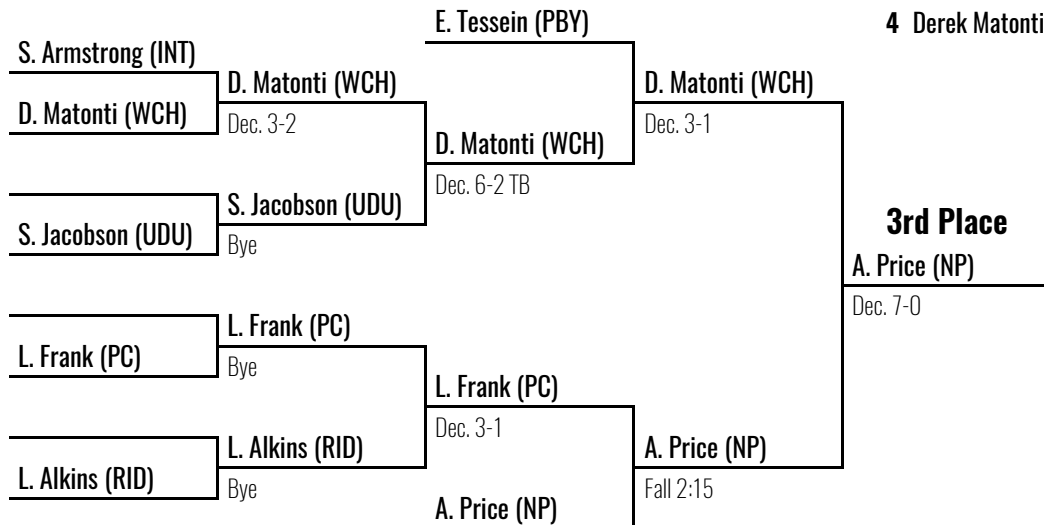 E. Tessein (PBY)
4 Derek Matonti
S. Armstrong (INT)
D. Matonti (WCH)
D. Matonti (WCH)
D. Matonti (WCH)
Dec. 3-2
Dec. 3-1
D. Matonti (WCH)
Dec. 6-2 TB
S. Jacobson (UDU)
S. Jacobson (UDU)
Bye
3rd Place
A. Price (NP)
Dec. 7-0
L. Frank (PC)
L. Frank (PC)
Bye
L. Frank (PC)
Dec. 3-1
L. Alkins (RID)
A. Price (NP)
L. Alkins (RID)
Bye
Fall 2:15
A. Price (NP)